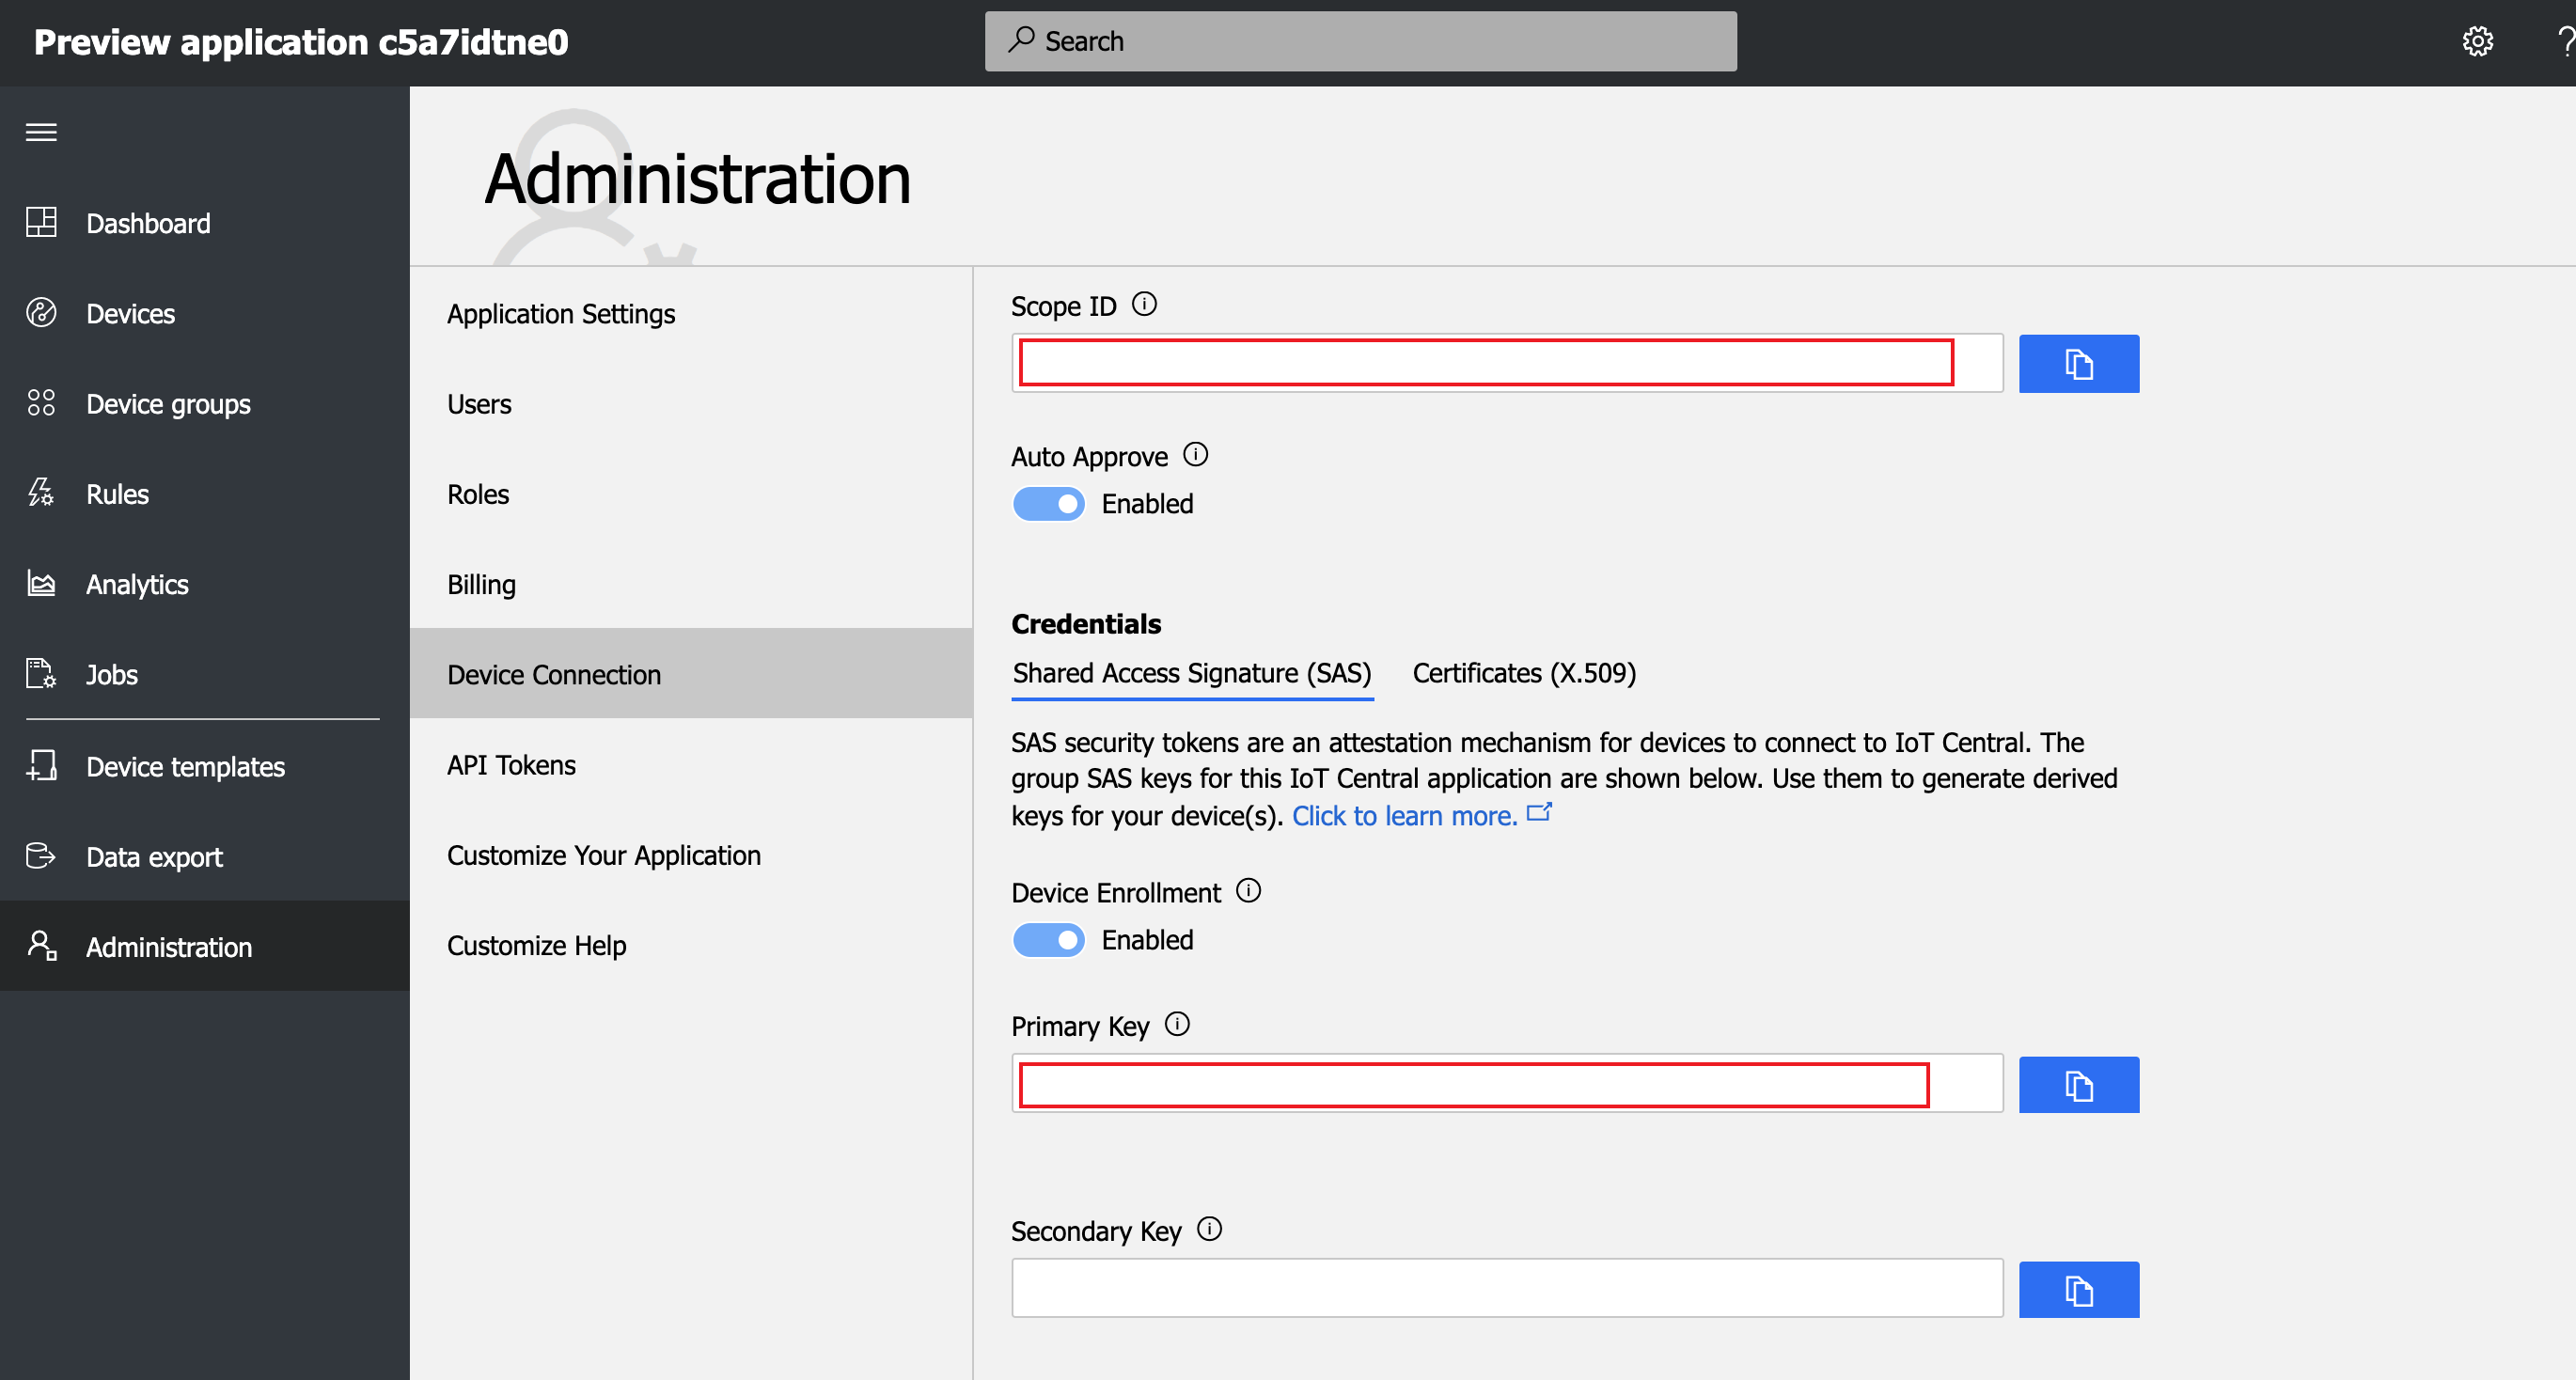 Preview application c5a7idtne0
Search
?
Dashboard
Devices
Device groups
Rules
Analytics
Jobs
Device templates
Data export
Administration
Administration
Application Settings
Users
Roles
Billing
Device Connection
API Tokens
Customize Your Application
Customize Help
Scope ID
Auto Approve
Enabled
Credentials
Shared Access Signature (SAS) Certificates (X.509)
SAS security tokens are an attestation mechanism for devices to connect to IoT Central. The
group SAS keys for this IoT Central application are shown below. Use them to generate derived
keys for your device(s). Click to learn more.
Device Enrollment
Enabled
Primary Key
Secondary Key